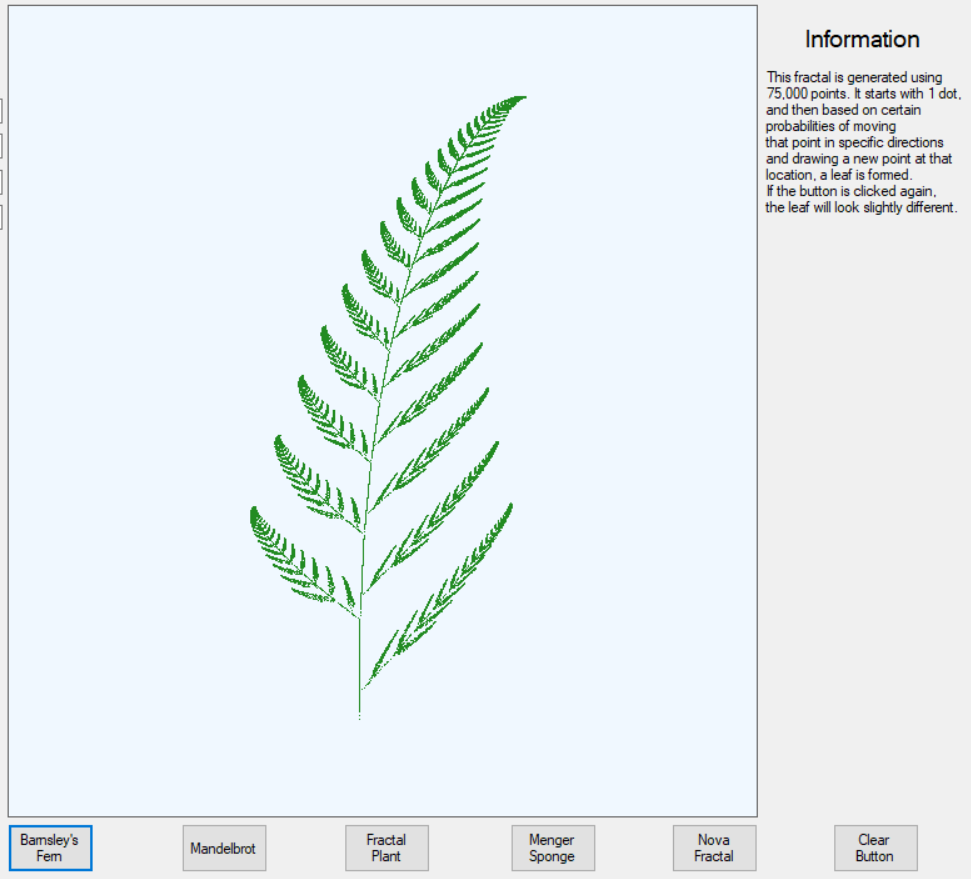 Information
This fractal is generated using
75,000 points. It starts with 1 dot,
and then based on certain
probabilities of moving
that point in specific directions
and drawing a new point at that
location, a leaf is formed.
If the button is clicked again,
the leaf will look slightly different.
Barnsley's
Fern
Mandelbrot
Fractal
Plant
Menger
Sponge
Nova
Fractal
Clear
Button